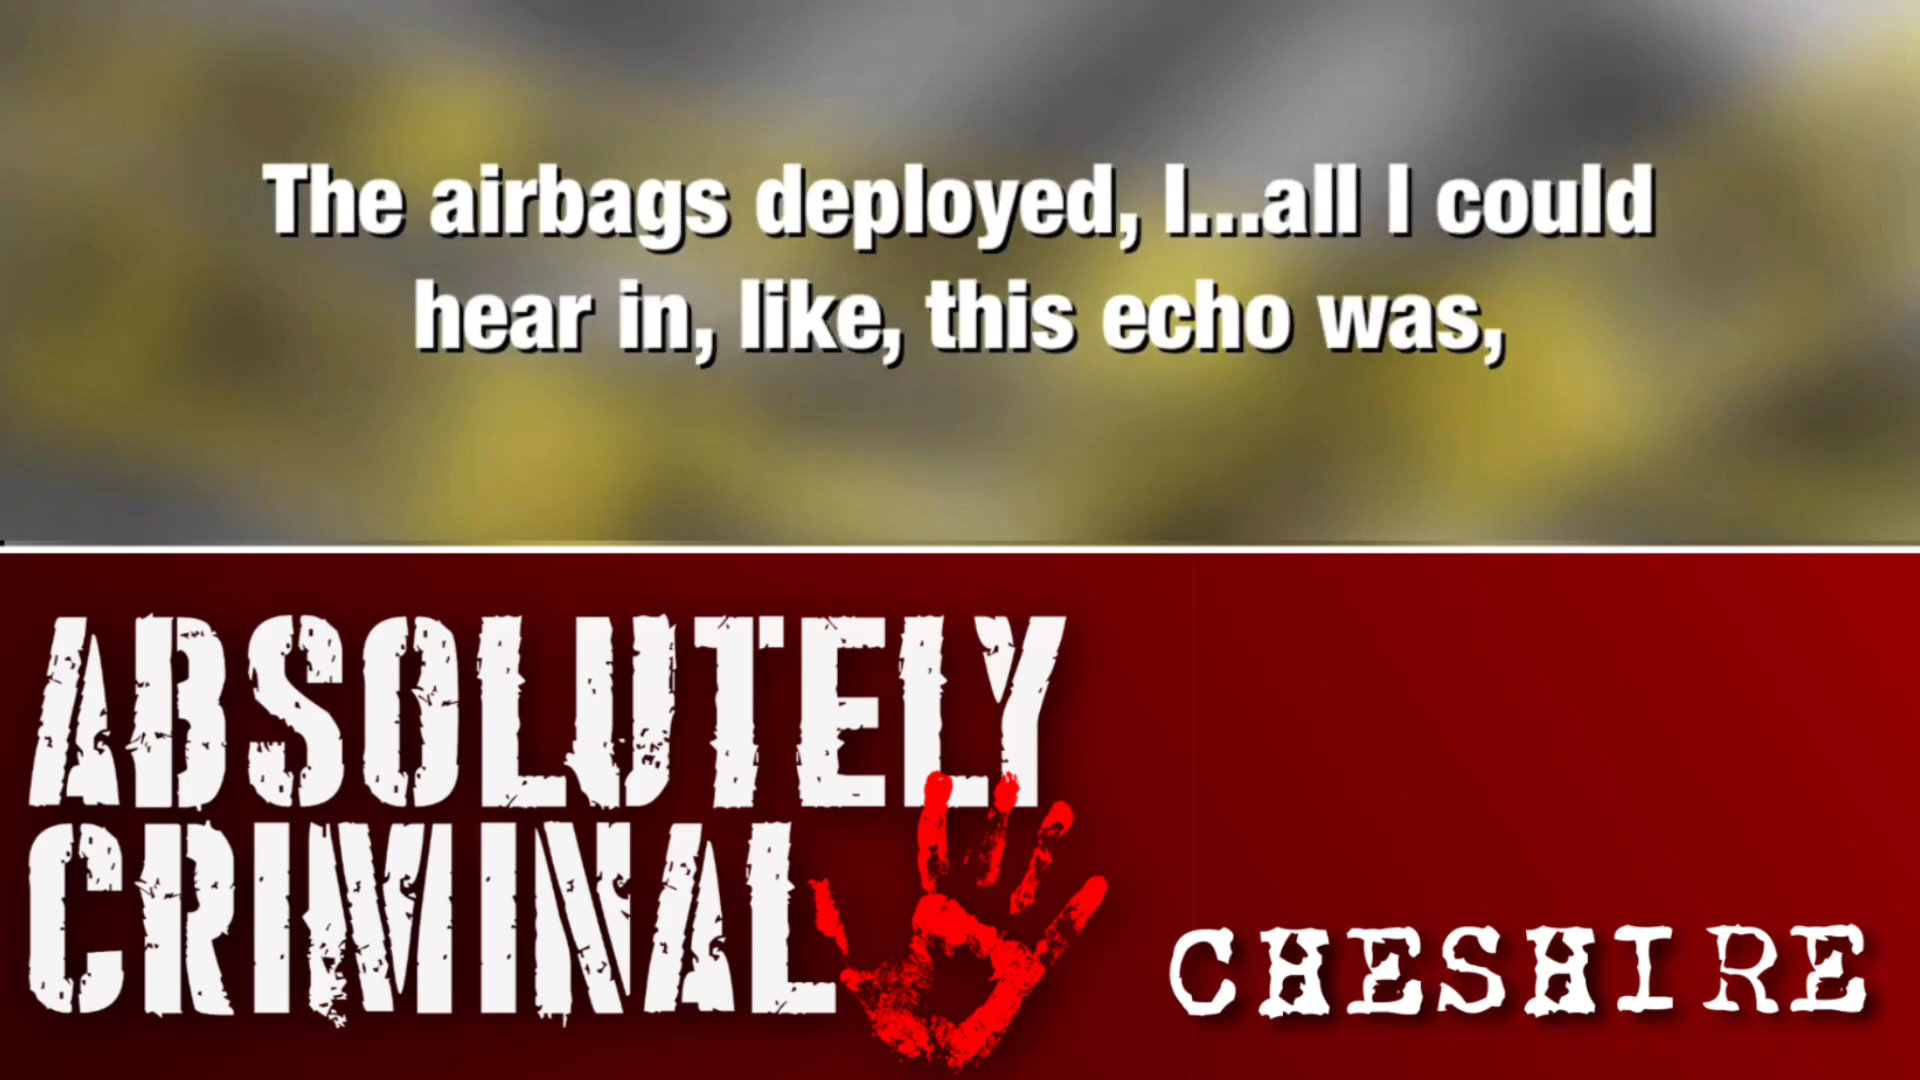 The airbags deployed, I...all I could
hear in, like, this echo was,
ABSOLUTELY
CRIMINAL
CHESHIRE